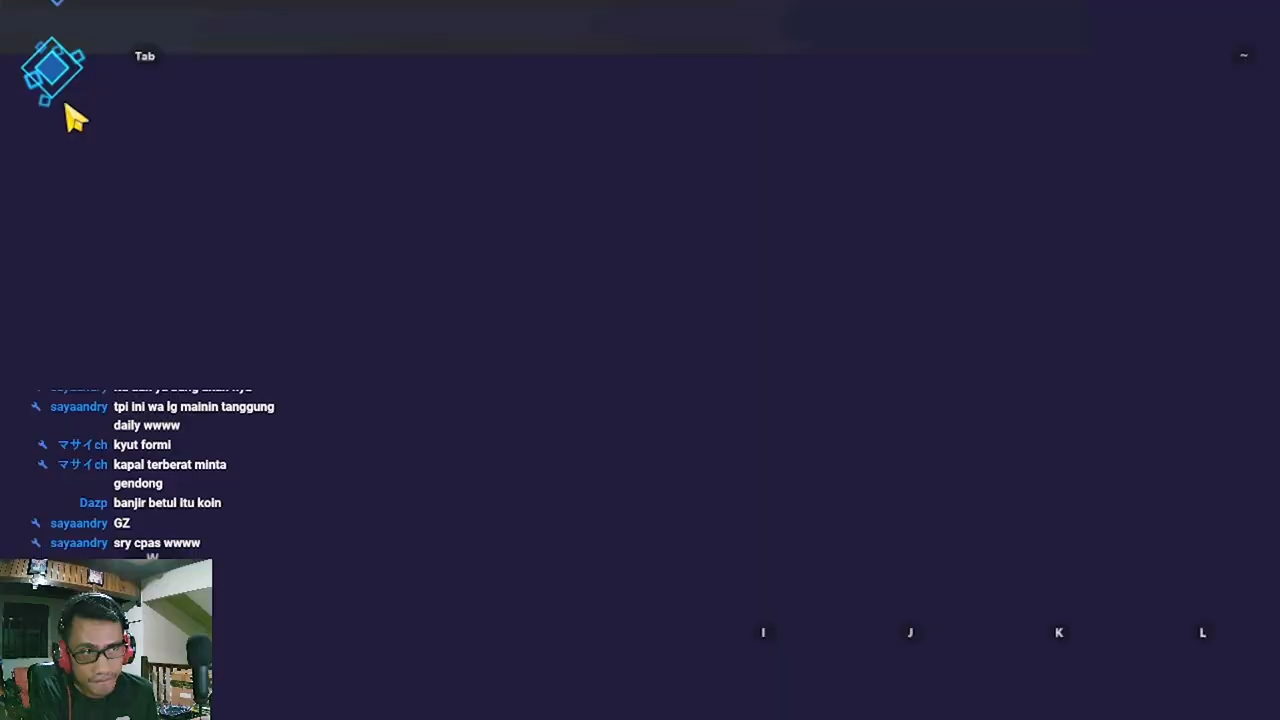 Tab
~
sayaandry tpi ini wa lg mainin tanggung
daily wwww
マサイch kyut formi
マサイch kapal terberat minta
gendong
Dazp banjir betul itu koin
sayaandry GZ
sayaandry sry cpas wwww
W
I J K L